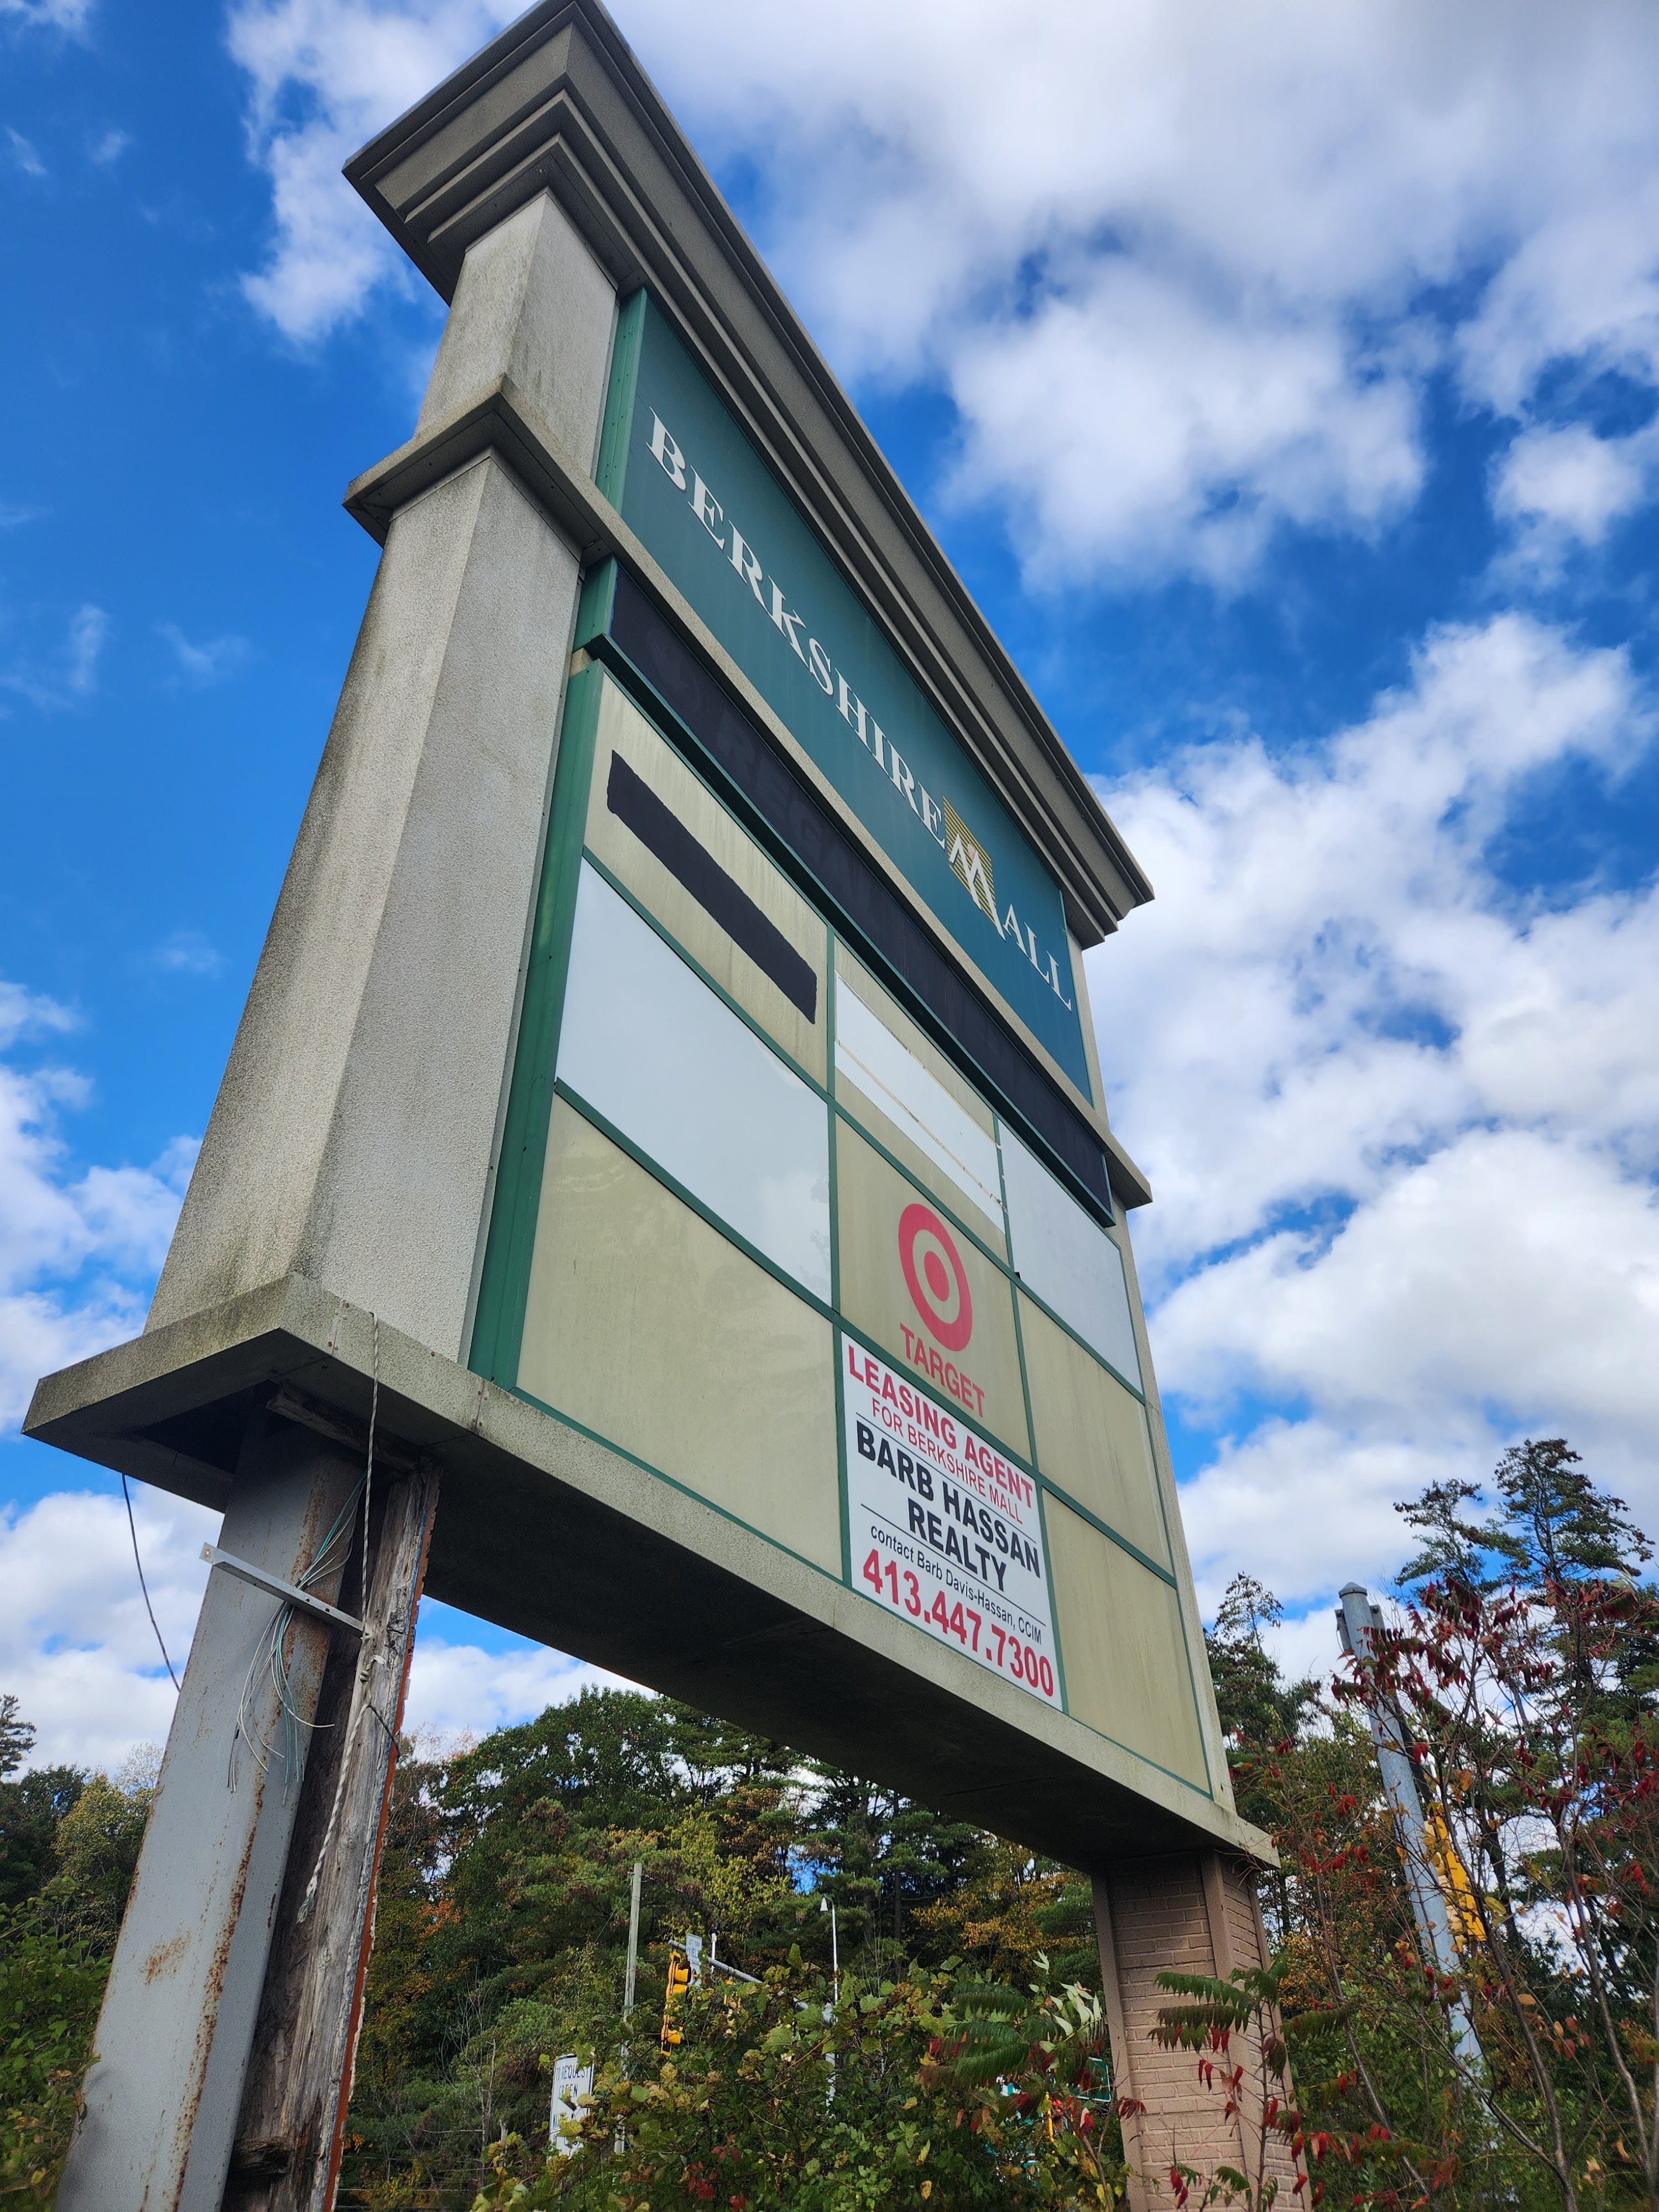 BERKSHIRE MALL
TARGET
LEASING AGENT
FOR BERKSHIRE MALL
BARB HASSAN
REALTY
contact Barb Davis-Hassan, CCIM
413.447.7300